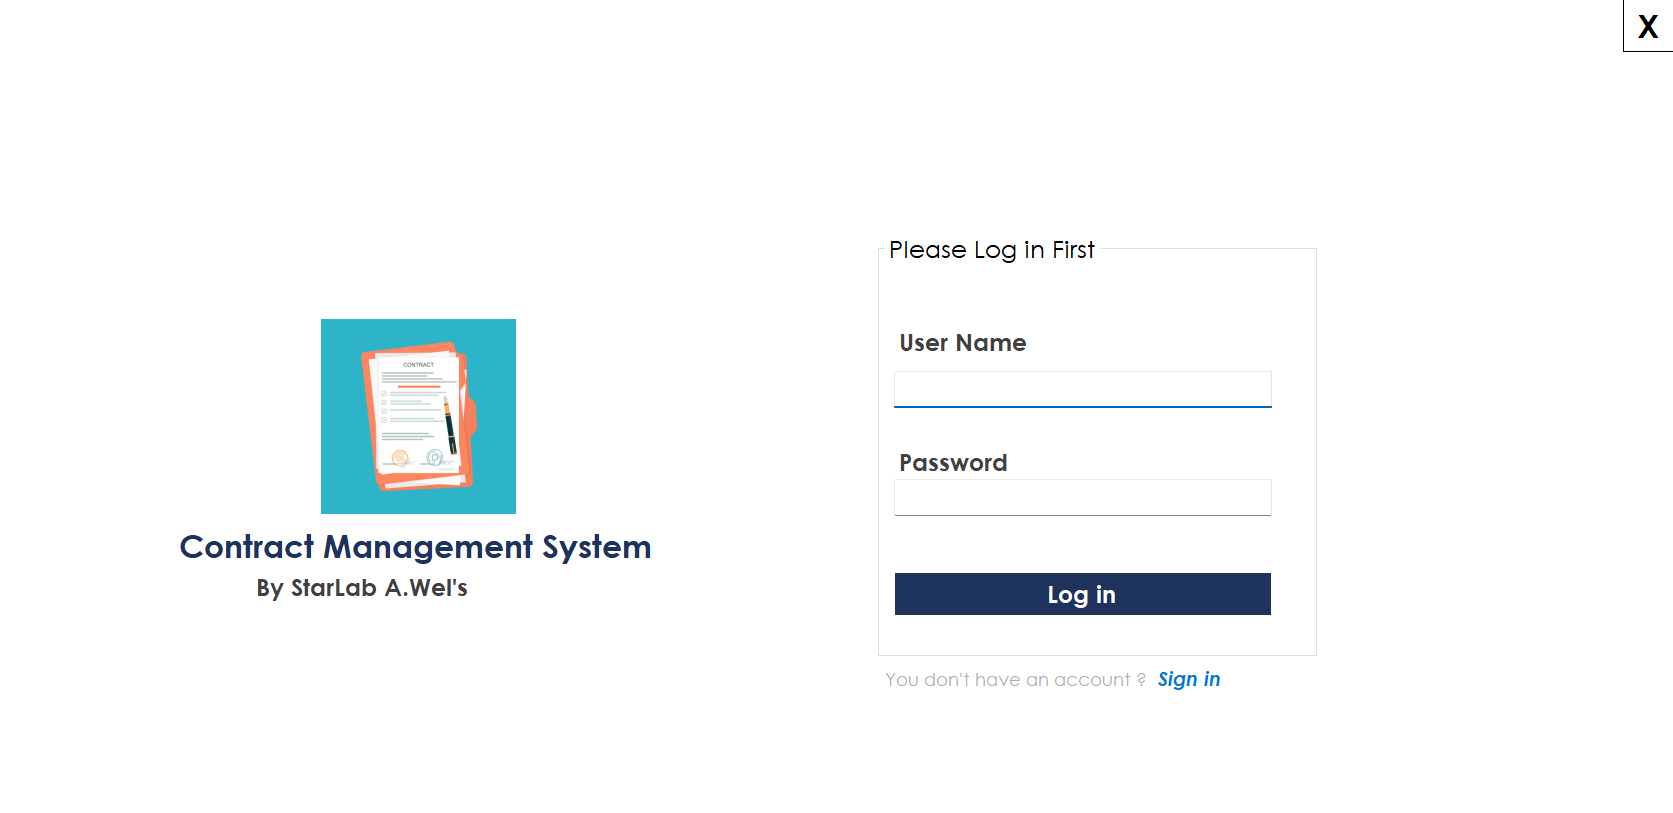 X
Please Log in First
User Name
Password
Log in
You don't have an account ? Sign in
CONTRACT
Contract Management System
By StarLab A.Wel's